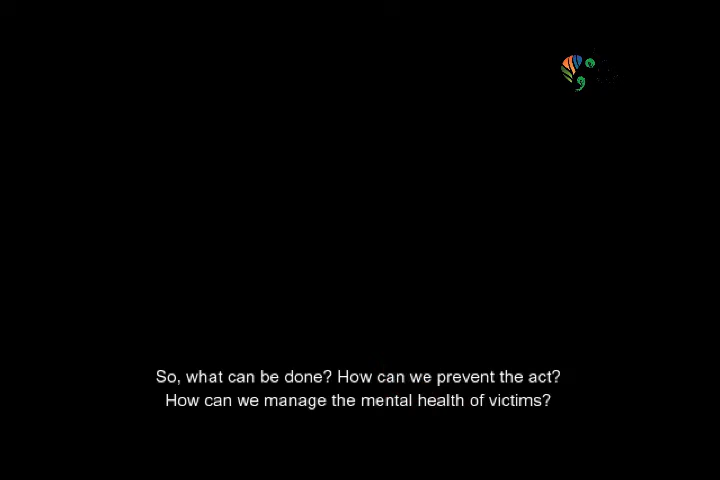 So, what can be done? How can we prevent the act?
How can we manage the mental health of victims?